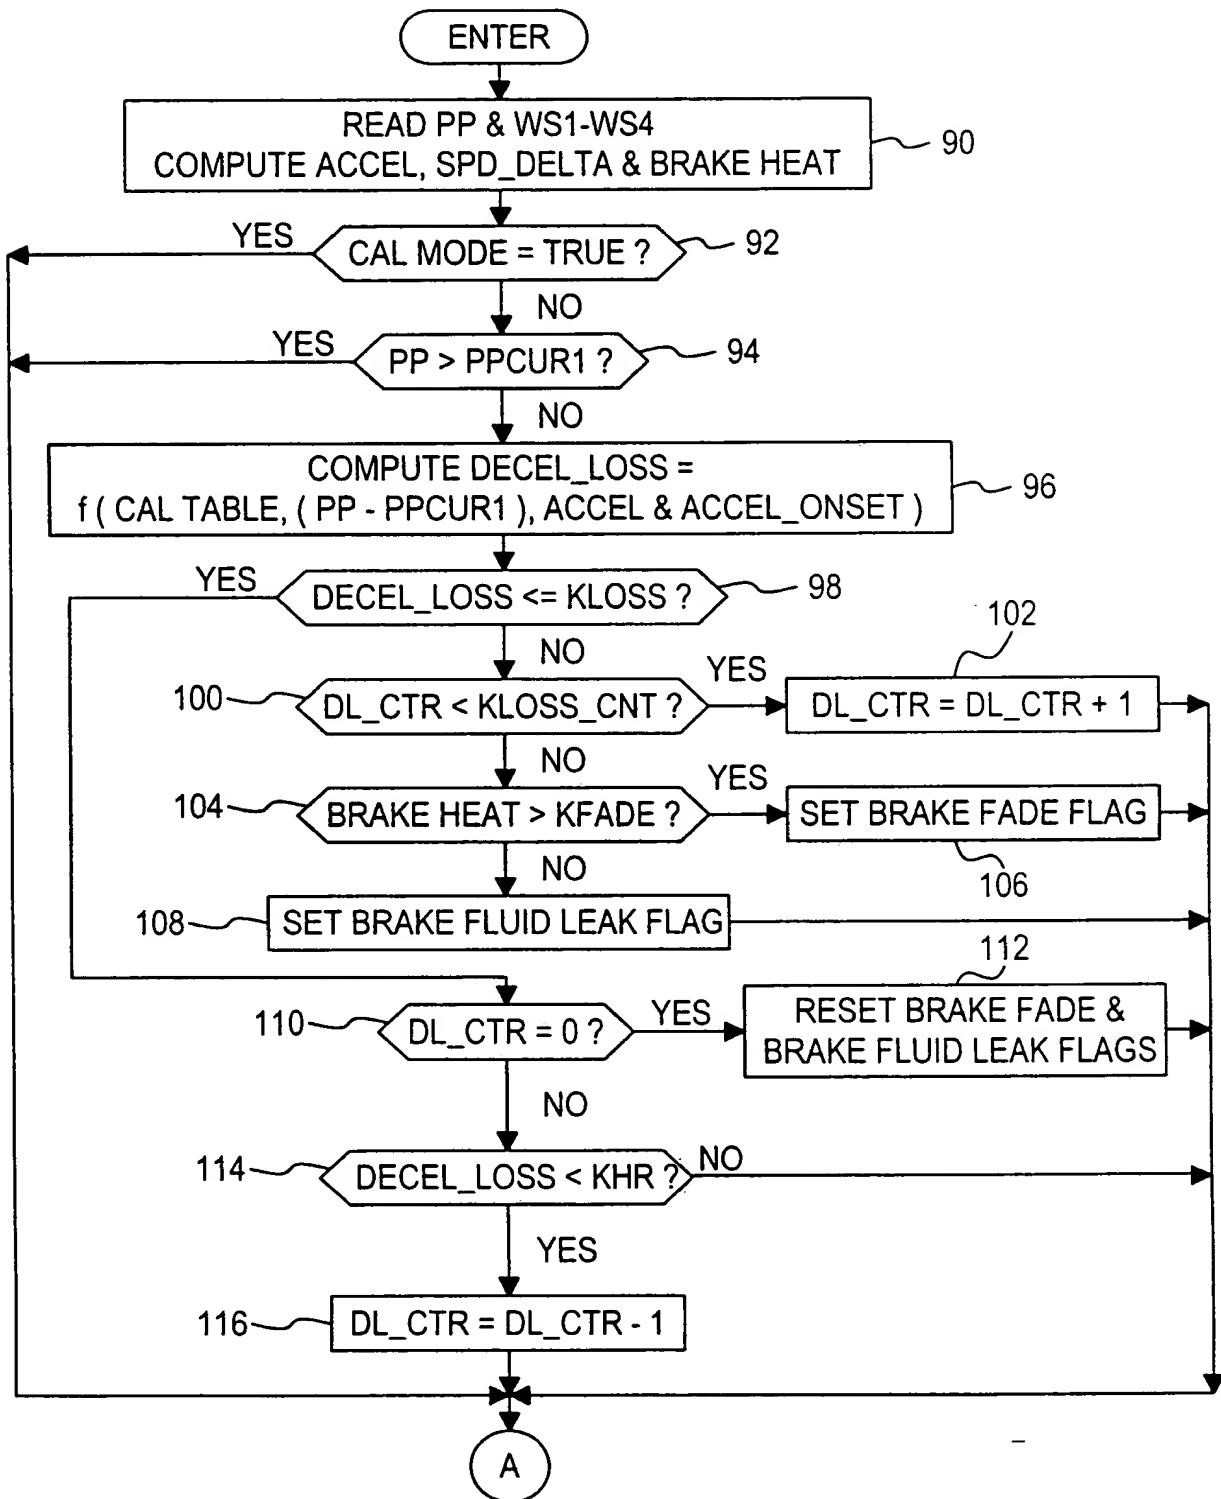 ENTER
READ PP & WS1-WS4
COMPUTE ACCEL, SPD_DELTA & BRAKE HEAT
90
YES
CAL MODE = TRUE ?
92
NO
YES
PP > PPCUR1 ?
94
NO
COMPUTE DECEL_LOSS =
f ( CAL TABLE, ( PP - PPCUR1 ), ACCEL & ACCEL_ONSET )
96
YES
DECEL_LOSS <= KLOSS ?
98
NO
100
DL_CTR < KLOSS_CNT ?
YES
102
DL_CTR = DL_CTR + 1
NO
104
BRAKE HEAT > KFADE ?
YES
SET BRAKE FADE FLAG
106
NO
108
SET BRAKE FLUID LEAK FLAG
110
DL_CTR = 0 ?
YES
112
RESET BRAKE FADE &
BRAKE FLUID LEAK FLAGS
NO
114
DECEL_LOSS < KHR ?
NO
YES
116
DL_CTR = DL_CTR - 1
A